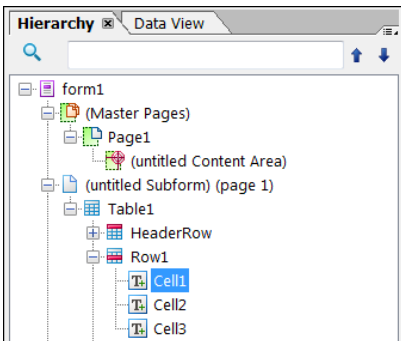 Hierarchy Data View
form1
(Master Pages)
Page1
(untitled Content Area)
(untitled Subform) (page 1)
Table1
HeaderRow
Row1
Cell1
Cell2
Cell3